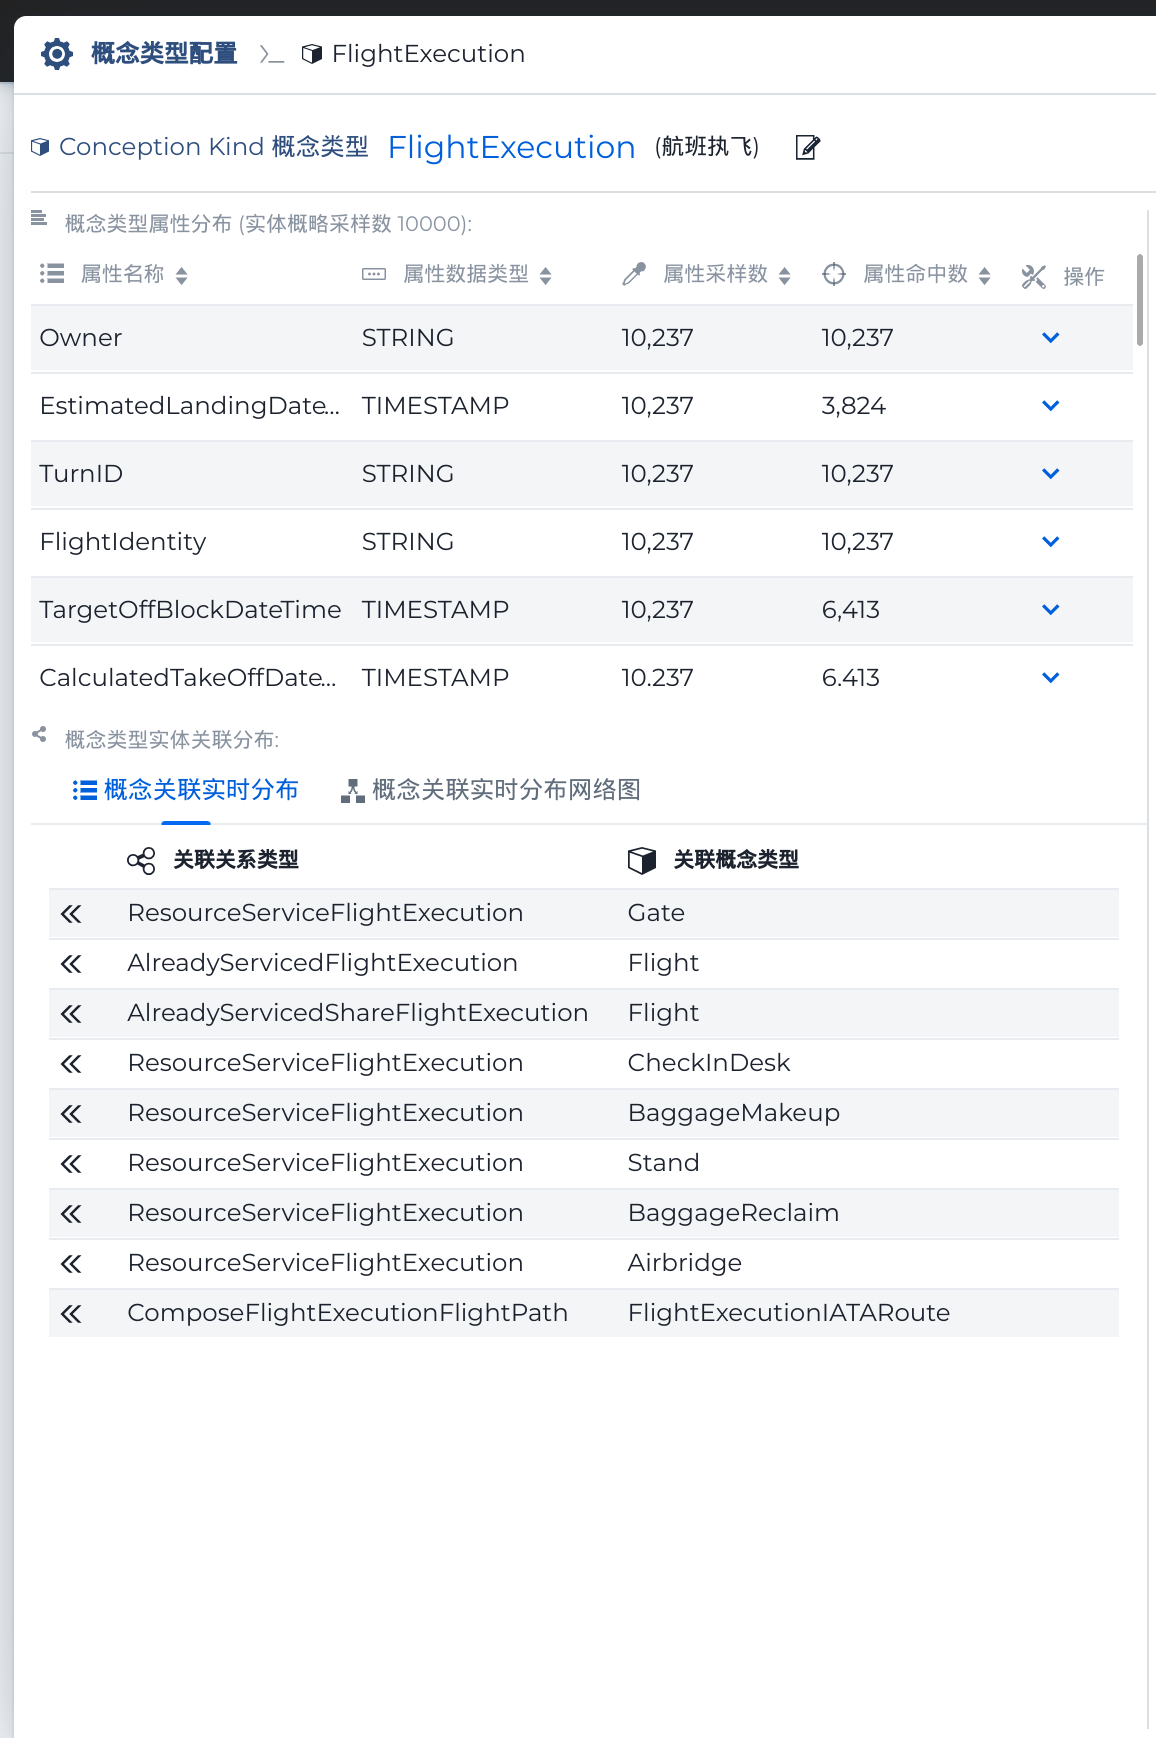 概念类型配置 FlightExecution
Conception Kind 概念类型 FlightExecution (航班执飞)
概念类型属性分布 (实体概略采样数 10000):
属性名称 属性数据类型 属性采样数 属性命中数 操作
Owner STRING 10,237 10,237
EstimatedLandingDate... TIMESTAMP 10,237 3,824
TurnID STRING 10,237 10,237
FlightIdentity STRING 10,237 10,237
TargetOffBlockDateTime TIMESTAMP 10,237 6,413
CalculatedTakeOffDate... TIMESTAMP 10,237 6,413
概念类型实体关联分布:
概念关联实时分布 概念关联实时分布网络图
关联关系类型 关联概念类型
ResourceServiceFlightExecution Gate
AlreadyServicedFlightExecution Flight
AlreadyServicedShareFlightExecution Flight
ResourceServiceFlightExecution CheckInDesk
ResourceServiceFlightExecution BaggageMakeup
ResourceServiceFlightExecution Stand
ResourceServiceFlightExecution BaggageReclaim
ResourceServiceFlightExecution Airbridge
ComposeFlightExecutionFlightPath FlightExecutionIATARoute